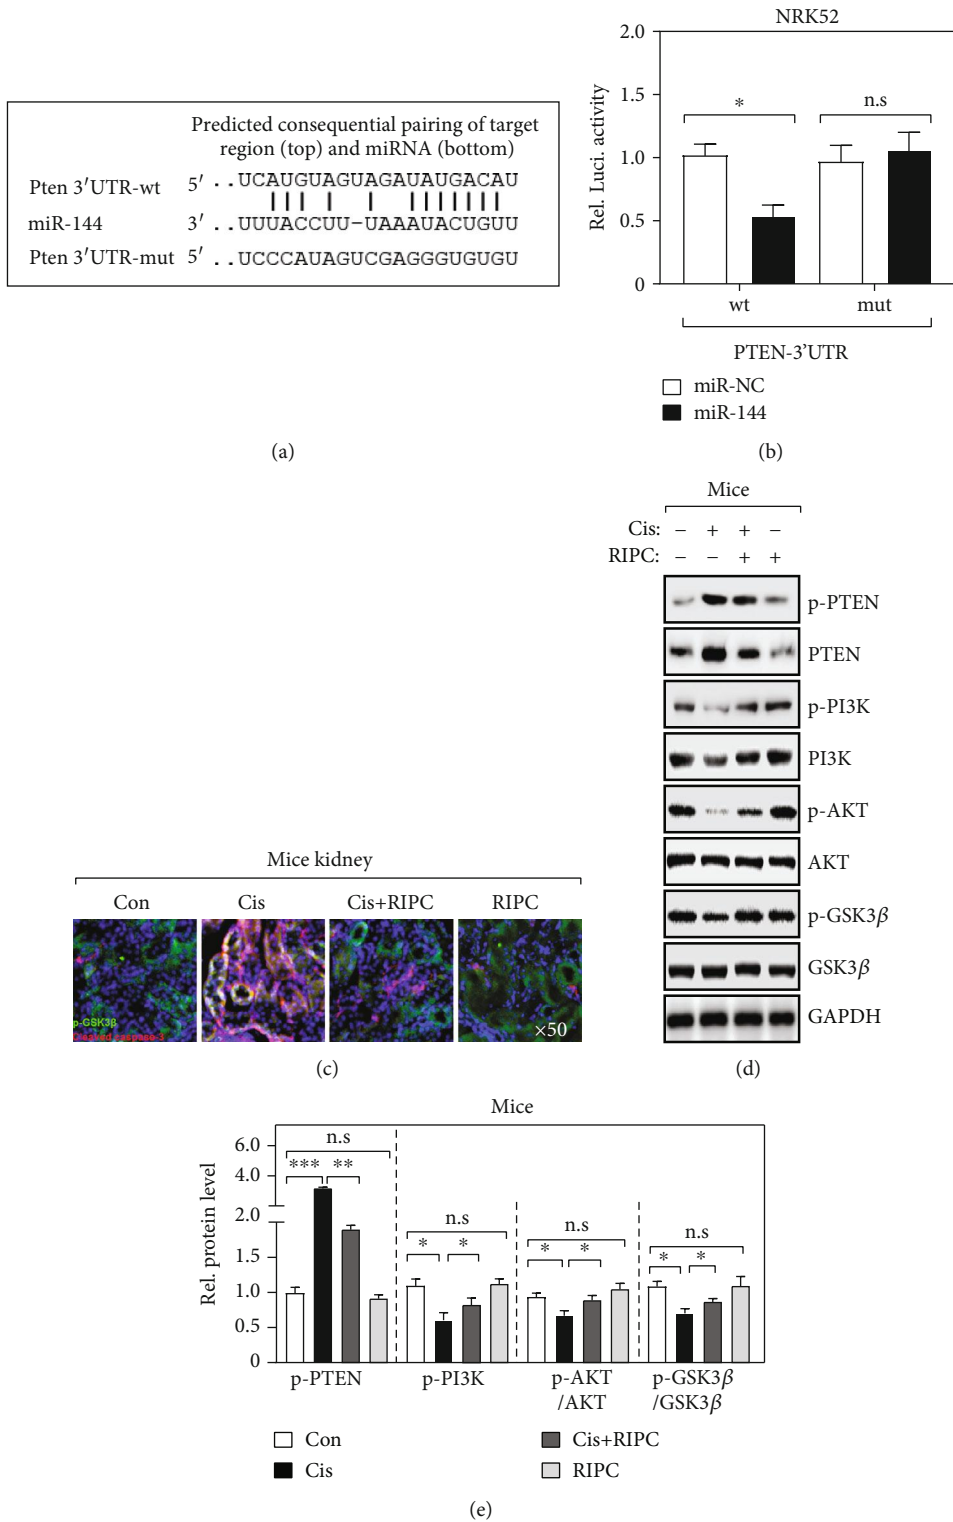 Predicted consequential pairing of target
region (top) and miRNA (bottom)
Pten 3′UTR-wt 5′ ..UCAUGUAGUAGAUAUGACAU
miR-144 3′ ..UUUACCUU–UAAAUACUGUU
Pten 3′UTR-mut 5′ ..UCCCAUAGUCGAGGGUGUGU
(a)
NRK52
2.0
1.5
1.0
0.5
0
Rel. Luci. activity
*
n.s
wt
mut
PTEN-3'UTR
miR-NC
miR-144
(b)
Mice kidney
Con Cis Cis+RIPC RIPC
p-GSK3β
Cleaved caspase-3
×50
(c)
Mice
Cis: – + + –
RIPC: – – + +
p-PTEN
PTEN
p-PI3K
PI3K
p-AKT
AKT
p-GSK3β
GSK3β
GAPDH
(d)
Mice
Rel. protein level
6.0
4.0
2.0
1.5
1.0
0.5
0
n.s
*** **
n.s
* *
n.s
* *
n.s
* *
p-PTEN
p-PI3K
p-AKT
/AKT
p-GSK3β
/GSK3β
Con
Cis
Cis+RIPC
RIPC
(e)